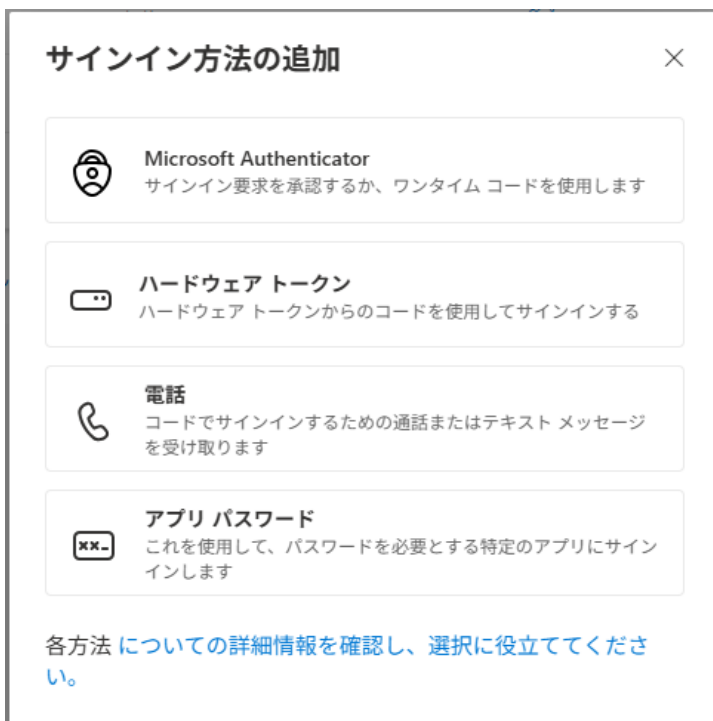 サインイン方法の追加
Microsoft Authenticator
サインイン要求を承認するか、ワンタイム コードを使用します
ハードウェア トークン
ハードウェア トークンからのコードを使用してサインインする
電話
コードでサインインするための通話またはテキスト メッセージ
を受け取ります
アプリ パスワード
これを使用して、パスワードを必要とする特定のアプリにサイン
インします
各方法 についての詳細情報を確認し、選択に役立ててくださ
い。